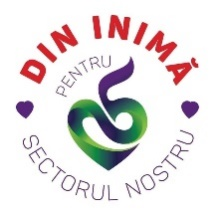 DIN INIMĂ
PENTRU
SECTORUL NOSTRU